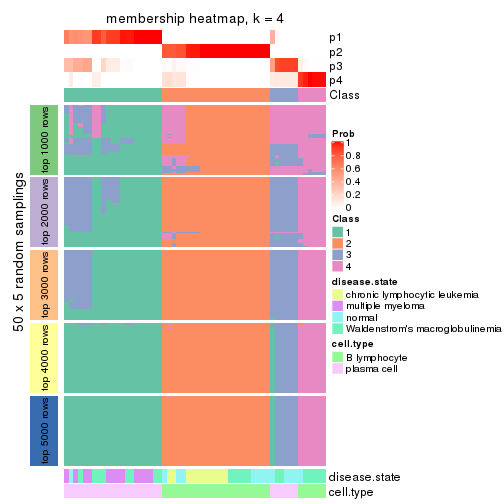 membership heatmap, k = 4
p1
p2
p3
p4
Class
50 x 5 random samplings
top 1000 rows
top 2000 rows
top 3000 rows
top 4000 rows
top 5000 rows
Prob
1
0.8
0.6
0.4
0.2
0
Class
1
2
3
4
disease.state
chronic lymphocytic leukemia
multiple myeloma
normal
Waldenstrom's macroglobulinemia
cell.type
B lymphocyte
plasma cell
disease.state
cell.type